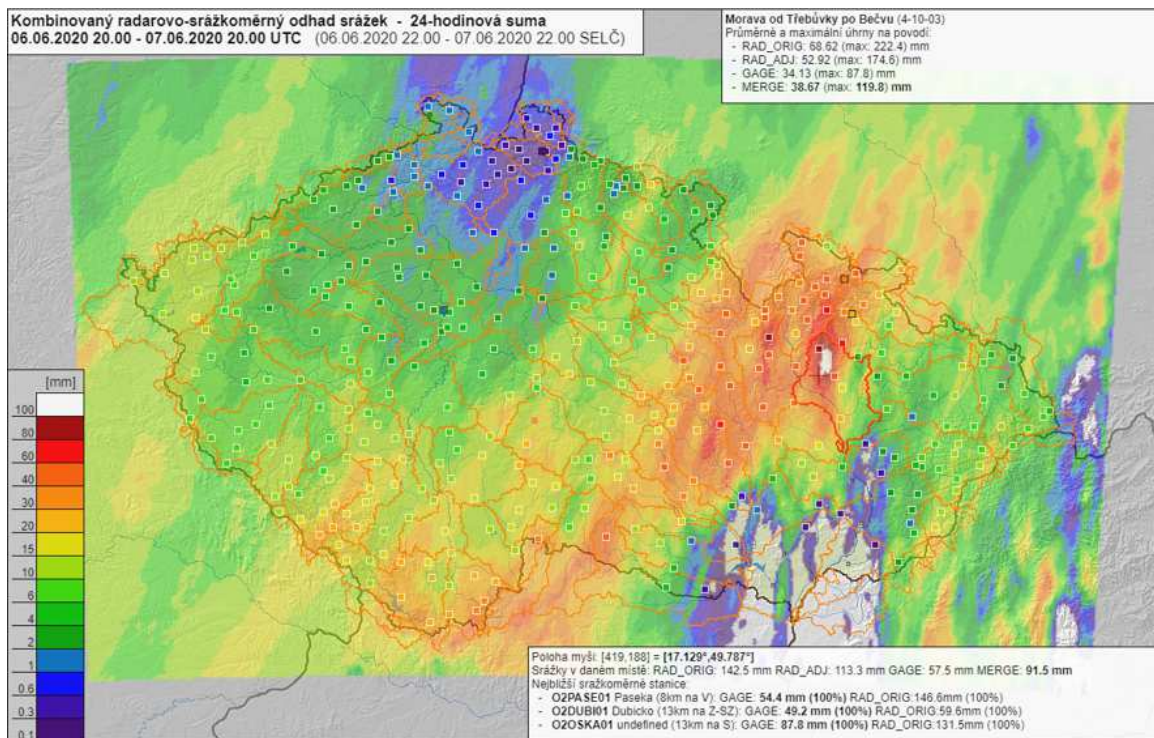 Kombinovaný radarovo-srážkoměrný odhad srážek - 24-hodinová suma
06.06.2020 20.00 - 07.06.2020 20.00 UTC (06.06.2020 22.00 - 07.06.2020 22.00 SELČ)
Morava od Třebůvky po Bečvu (4-10-03)
Průměrné a maximální úhrny na povodí:
- RAD_ORIG: 68.62 (max: 222.4) mm
- RAD_ADJ: 52.92 (max: 174.6) mm
- GAGE: 34.13 (max: 87.8) mm
- MERGE: 38.67 (max: 119.8) mm
[mm]
100
80
60
40
20
15
10
6
4
2
1
0.6
0.3
0.1
Poloha myši: [419,188] = [17.129°,49.787°]
Srážky v daném místě: RAD_ORIG: 142.5 mm RAD_ADJ: 113.3 mm GAGE: 57.5 mm MERGE: 91.5 mm
Nejbližší sražkoměrné stanice:
- O2PASE01 Paseka (8km na V): GAGE: 54.4 mm (100%) RAD_ORIG:146.6mm (100%)
- O2DUBI01 Dubicko (13km na Z-SZ): GAGE: 49.2 mm (100%) RAD_ORIG:59.6mm (100%)
- O2OSKA01 undefined (13km na S): GAGE: 87.8 mm (100%) RAD_ORIG:131.5mm (100%)